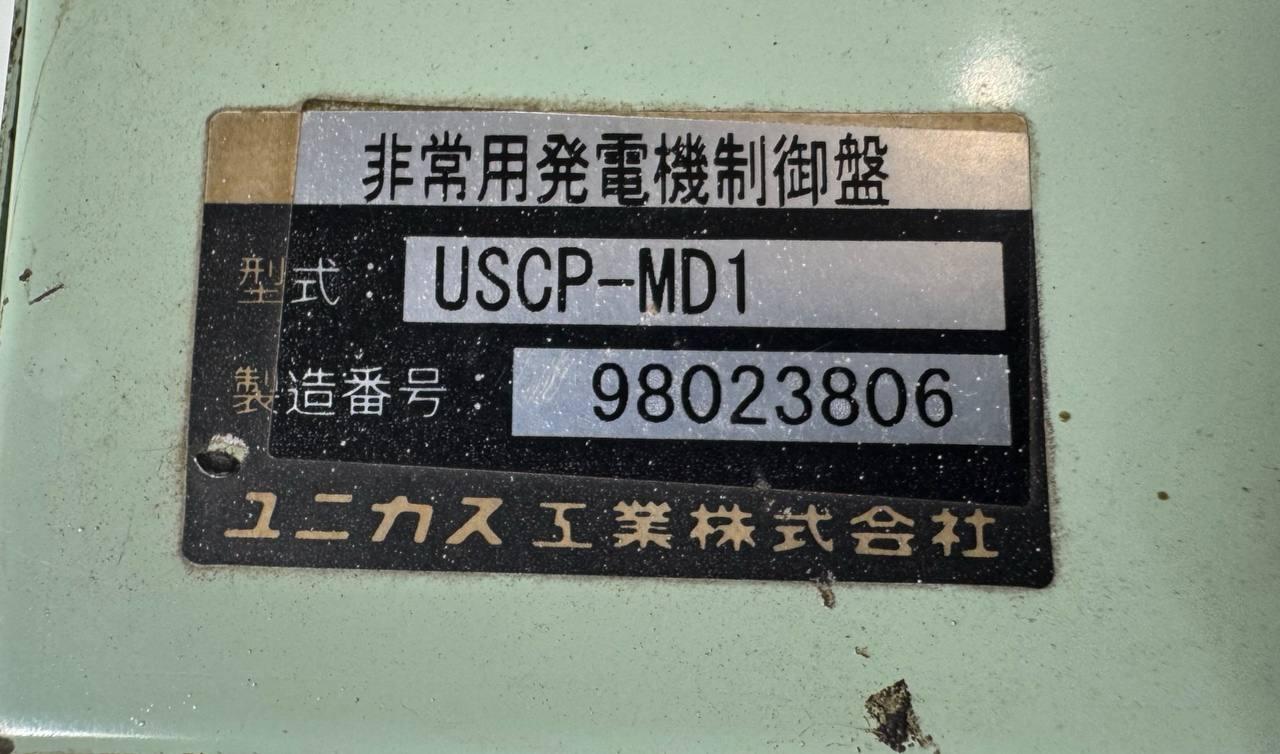 非常用発電機制御盤
型式: USCP-MD1
製造番号 98023806
ユニカス工業株式会社